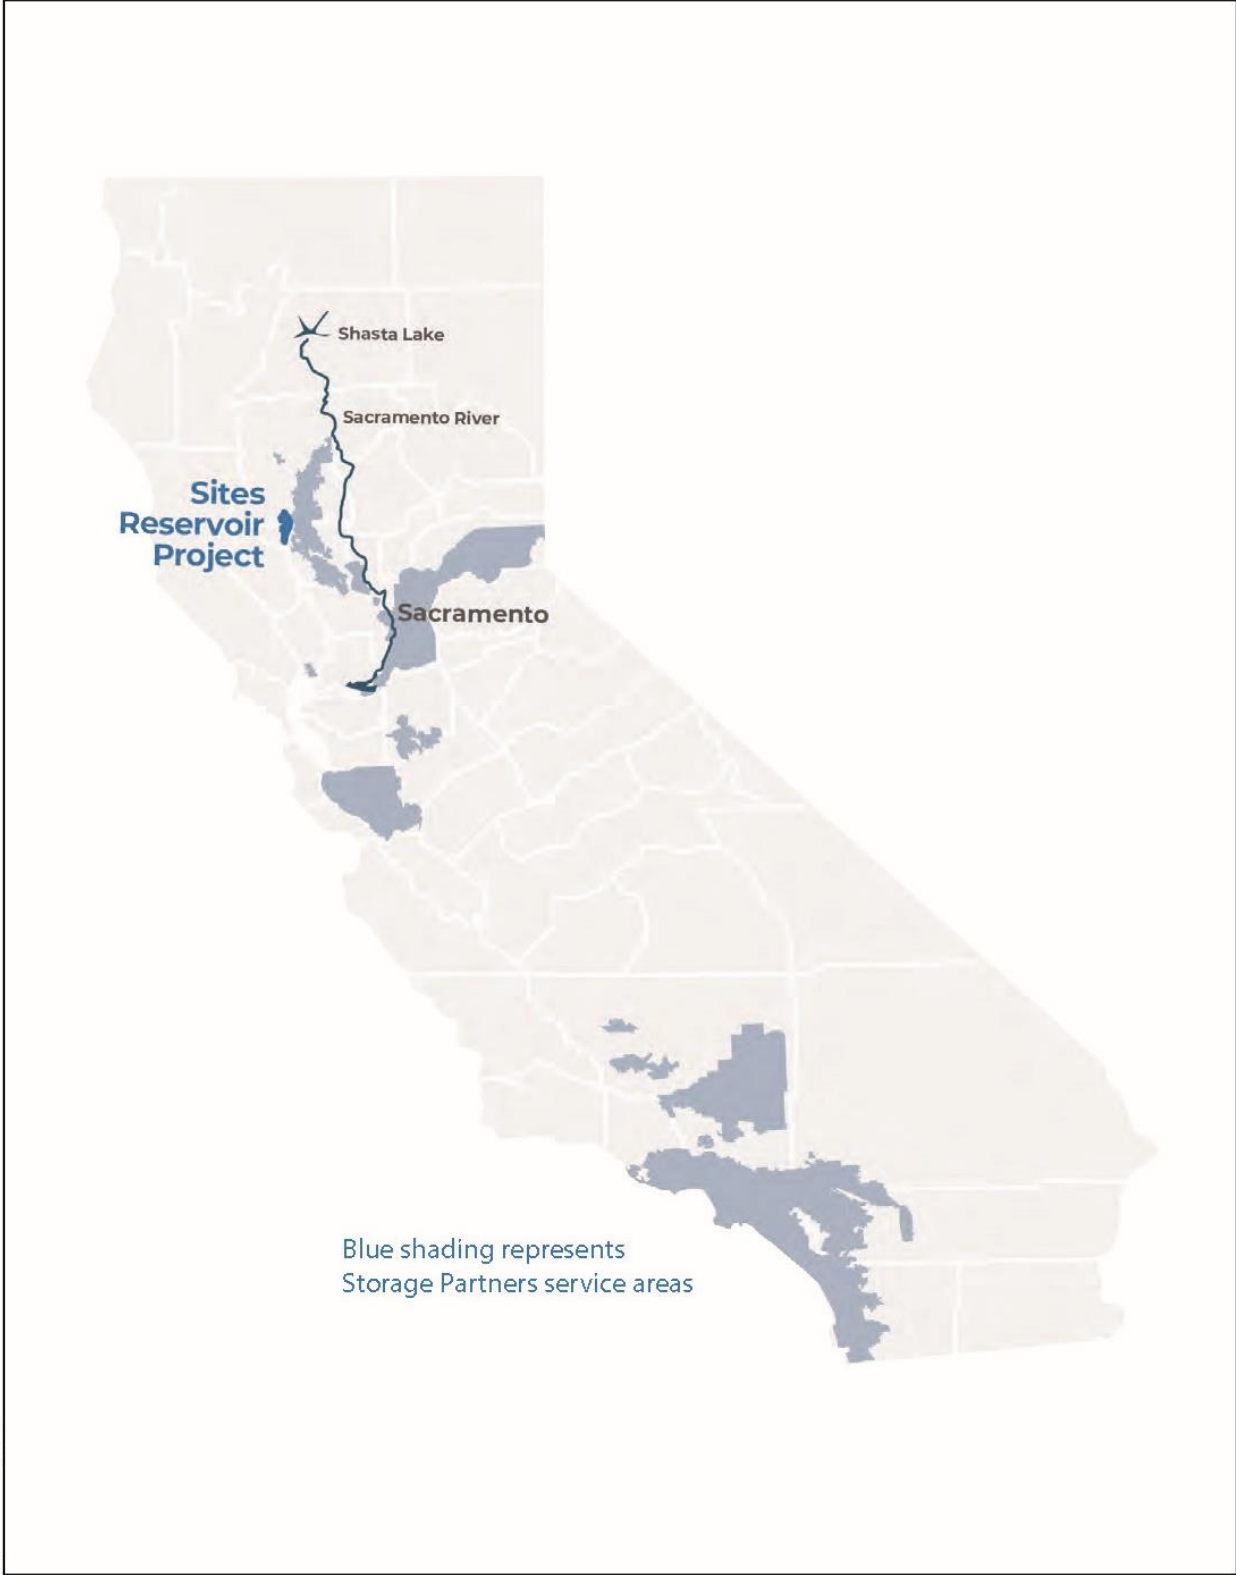 Shasta Lake
Sacramento River
Sites
Reservoir
Project
Sacramento
Blue shading represents
Storage Partners service areas